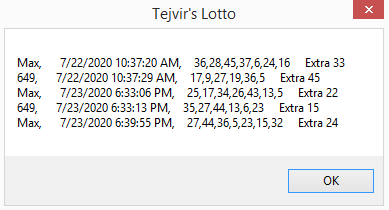 Tejvir's Lotto
Max, 7/22/2020 10:37:20 AM, 36,28,45,37,6,24,16 Extra 33
649, 7/22/2020 10:37:29 AM, 17,9,27,19,36,5 Extra 45
Max, 7/23/2020 6:33:06 PM, 25,17,34,26,43,13,5 Extra 22
649, 7/23/2020 6:33:13 PM, 35,27,44,13,6,23 Extra 15
Max, 7/23/2020 6:39:55 PM, 27,44,36,5,23,15,32 Extra 24
OK